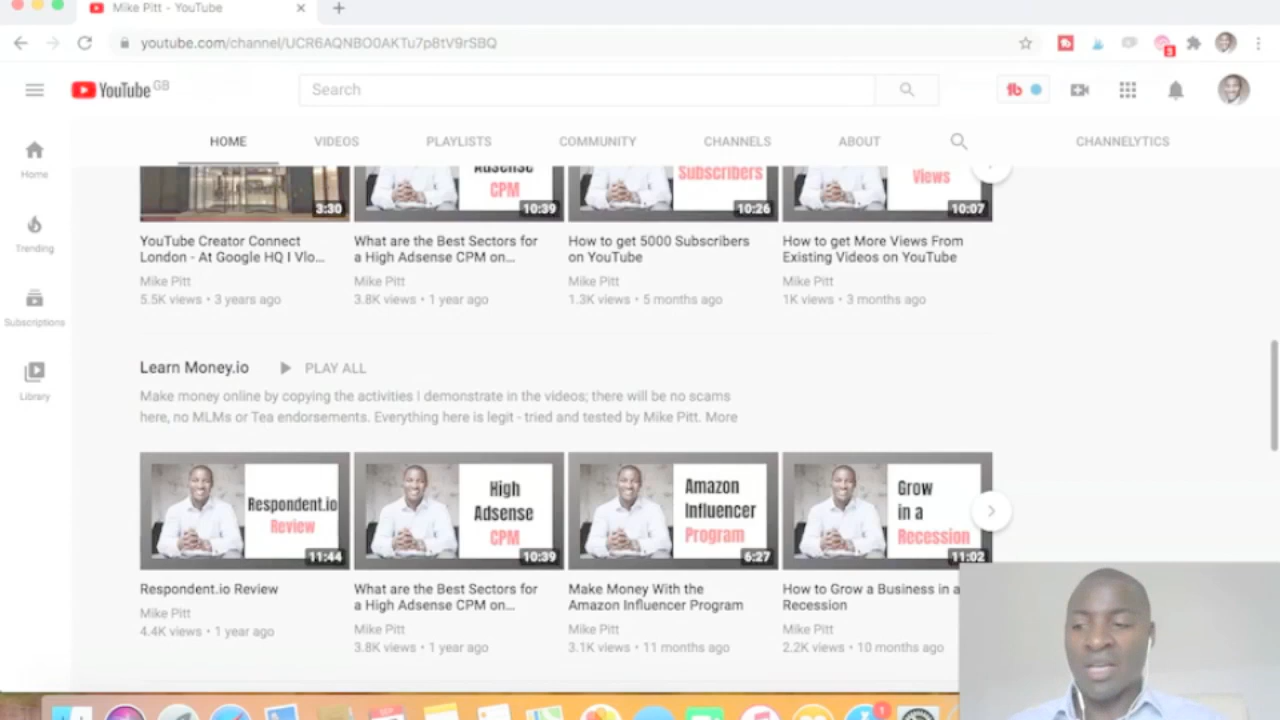 Mike Pitt - YouTube
youtube.com/channel/UCR6AQNBO0AKTu7p8tV9rSBQ
3
YouTube GB
Search
HOME VIDEOS PLAYLISTS COMMUNITY CHANNELS ABOUT CHANNELYTICS
Home
Trending
Subscriptions
Library
3:30
Adsense
CPM
10:39
Subscribers
10:26
Views
10:07
YouTube Creator Connect
London - At Google HQ I Vlo...
Mike Pitt
5.5K views • 3 years ago
What are the Best Sectors for
a High Adsense CPM on...
Mike Pitt
3.8K views • 1 year ago
How to get 5000 Subscribers
on YouTube
Mike Pitt
1.3K views • 5 months ago
How to get More Views From
Existing Videos on YouTube
Mike Pitt
1K views • 3 months ago
Learn Money.io PLAY ALL
Make money online by copying the activities I demonstrate in the videos; there will be no scams
here, no MLMs or Tea endorsements. Everything here is legit - tried and tested by Mike Pitt. More
Respondent.io
Review
11:44
High
Adsense
CPM
10:39
Amazon
Influencer
Program
6:27
Grow
in a
Recession
11:02
Respondent.io Review
Mike Pitt
4.4K views • 1 year ago
What are the Best Sectors for
a High Adsense CPM on...
Mike Pitt
3.8K views • 1 year ago
Make Money With the
Amazon Influencer Program
Mike Pitt
3.1K views • 11 months ago
How to Grow a Business in a
Recession
Mike Pitt
2.2K views • 10 months ago